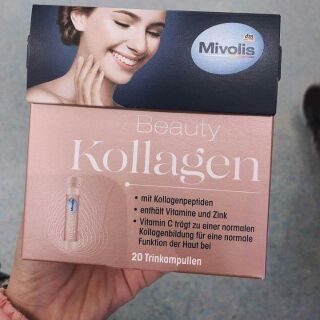 dm
Mivolis
Beauty
Kollagen
• mit Kollagenpeptiden
• enthält Vitamine und Zink
• Vitamin C trägt zu einer normalen
Kollagenbildung für eine normale
Funktion der Haut bei
20 Trinkampullen